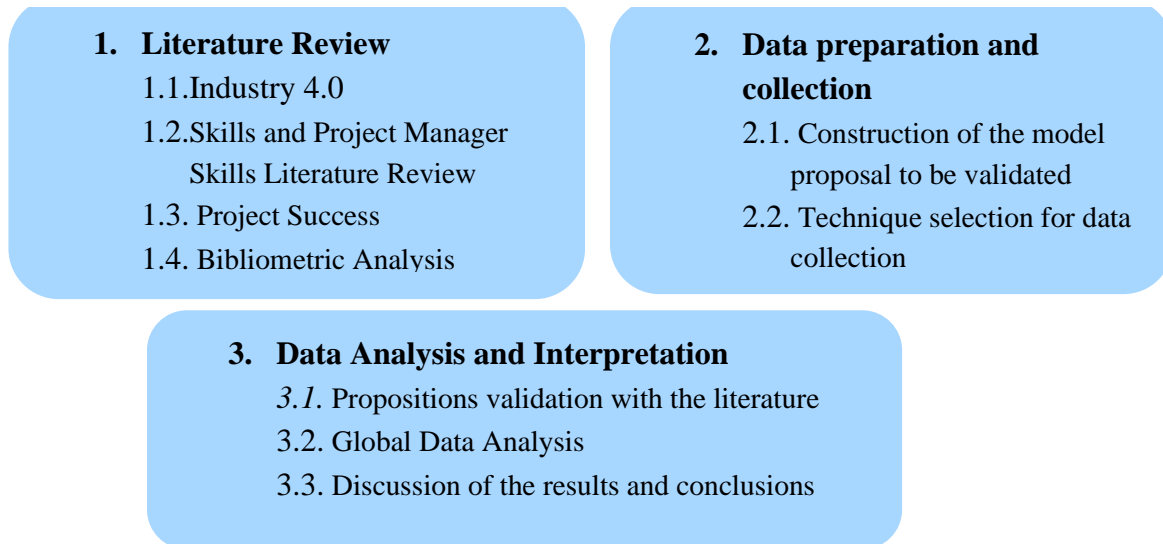 1. Literature Review
1.1.Industry 4.0
1.2.Skills and Project Manager
Skills Literature Review
1.3. Project Success
1.4. Bibliometric Analysis
2. Data preparation and
collection
2.1. Construction of the model
proposal to be validated
2.2. Technique selection for data
collection
3. Data Analysis and Interpretation
3.1. Propositions validation with the literature
3.2. Global Data Analysis
3.3. Discussion of the results and conclusions